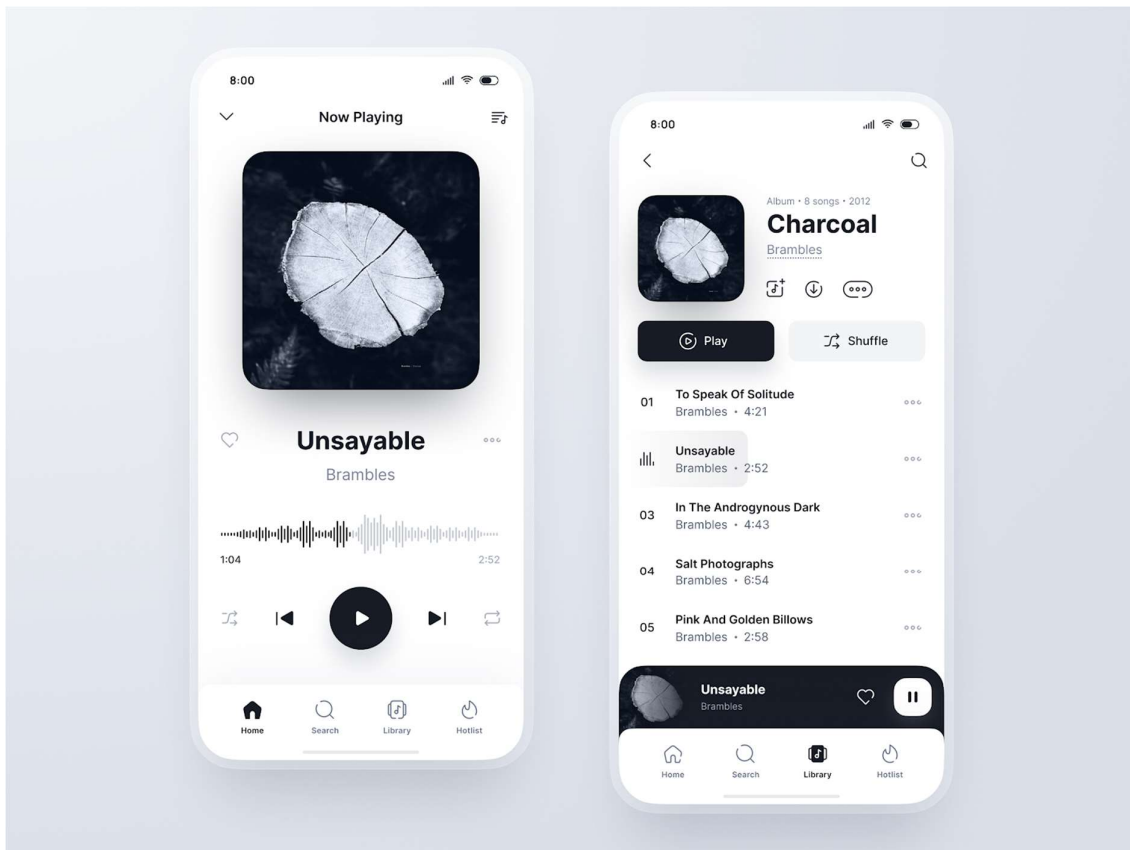 8:00
Now Playing
Unsayable
Brambles
1:04
2:52
Home
Search
Library
Hotlist
8:00
Album • 8 songs • 2012
Charcoal
Brambles
Play
Shuffle
01
To Speak Of Solitude
Brambles • 4:21
Unsayable
Brambles • 2:52
03
In The Androgynous Dark
Brambles • 4:43
04
Salt Photographs
Brambles • 6:54
05
Pink And Golden Billows
Brambles • 2:58
Unsayable
Brambles
Home
Search
Library
Hotlist